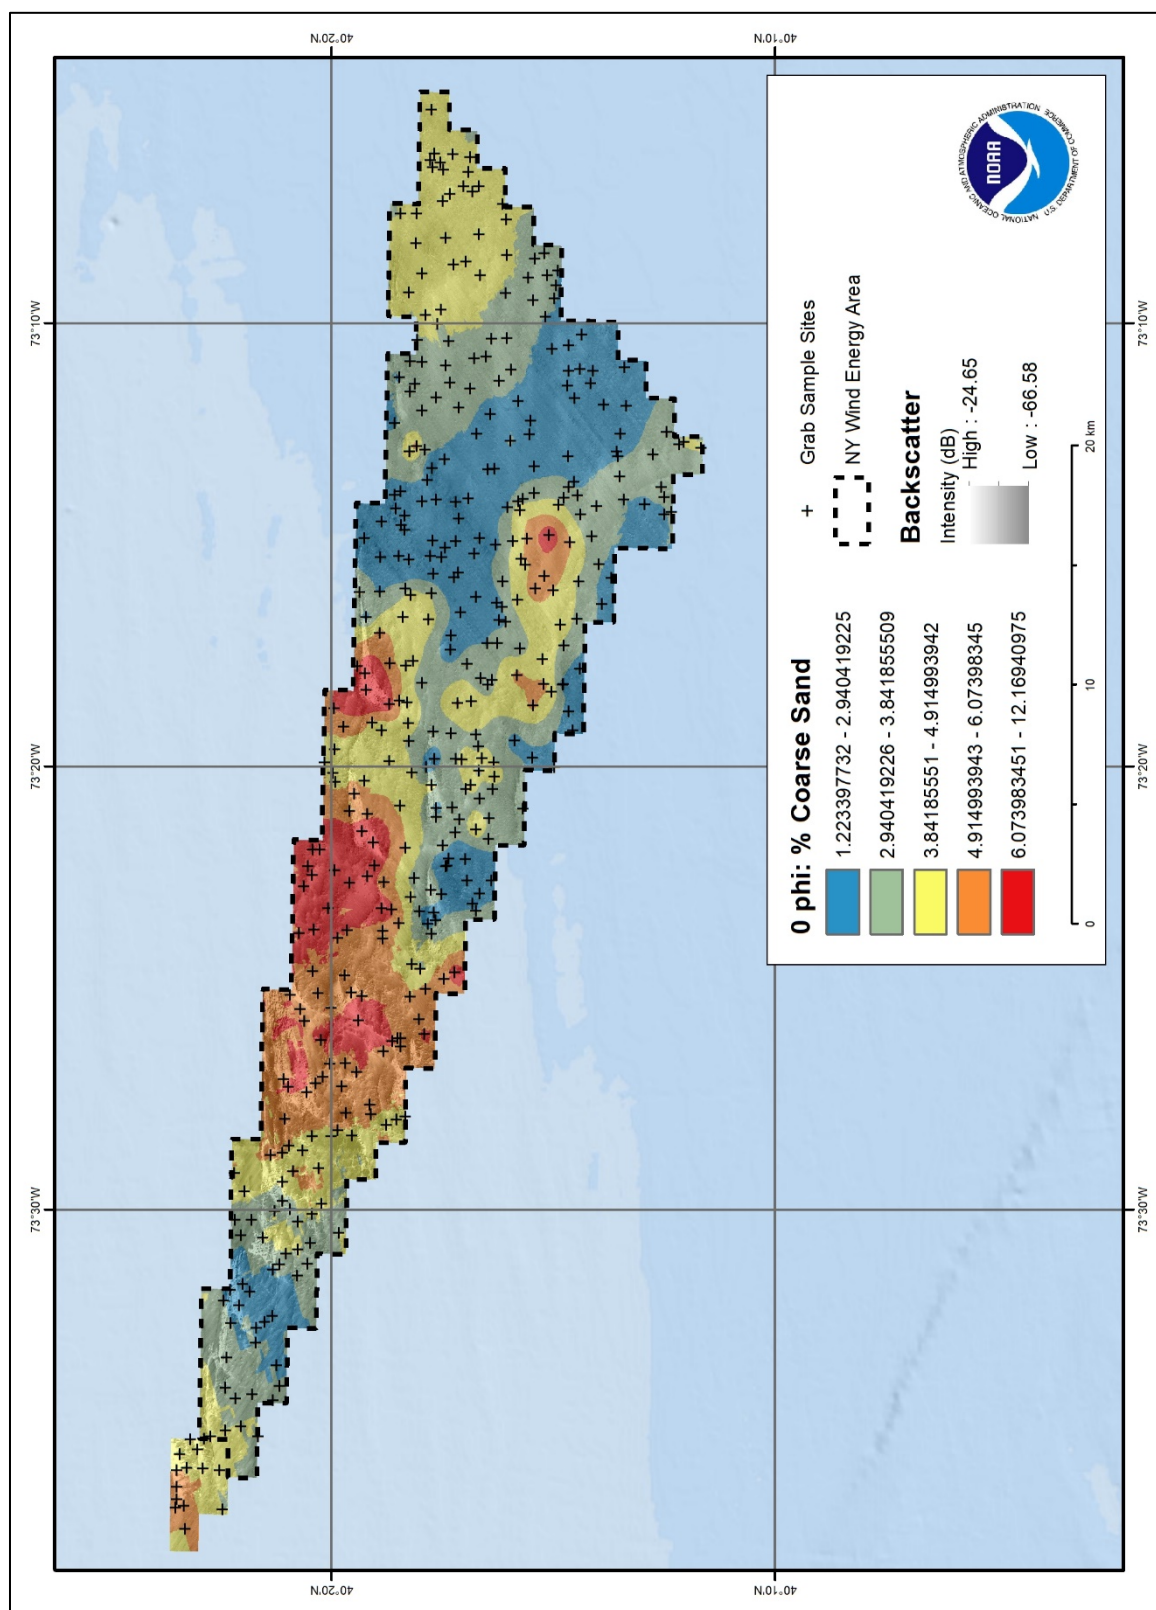 40°20'N
40°10'N
73°10'W
73°10'W
73°20'W
73°20'W
73°30'W
73°30'W
40°20'N
40°10'N
0 phi: % Coarse Sand
1.223397732 - 2.940419225
2.940419226 - 3.841855509
3.84185551 - 4.914993942
4.914993943 - 6.07398345
6.073983451 - 12.16940975
Grab Sample Sites
NY Wind Energy Area
Backscatter
Intensity (dB)
High : -24.65
Low : -66.58
0
10
20 km
NATIONAL OCEANIC AND ATMOSPHERIC ADMINISTRATION
NOAA
U.S. DEPARTMENT OF COMMERCE